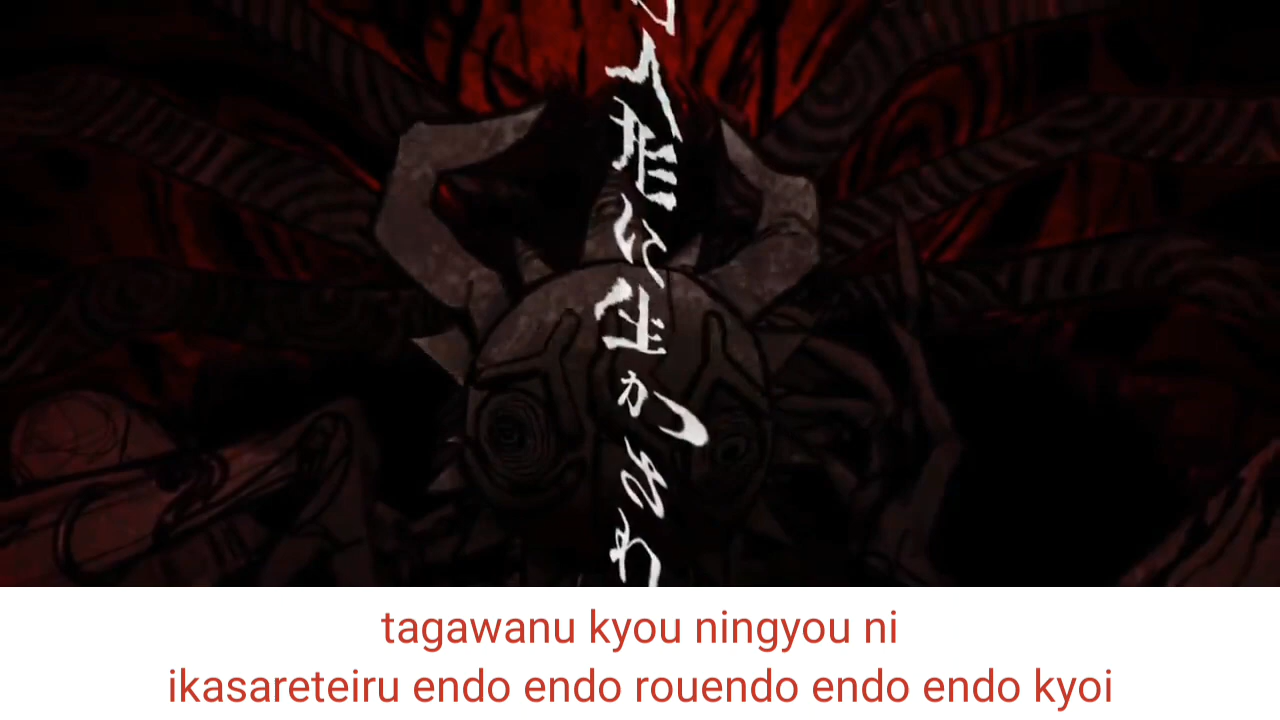 人形に生かされ
tagawanu kyou ningyou ni
ikasareteiru endo endo rouendo endo endo kyoi